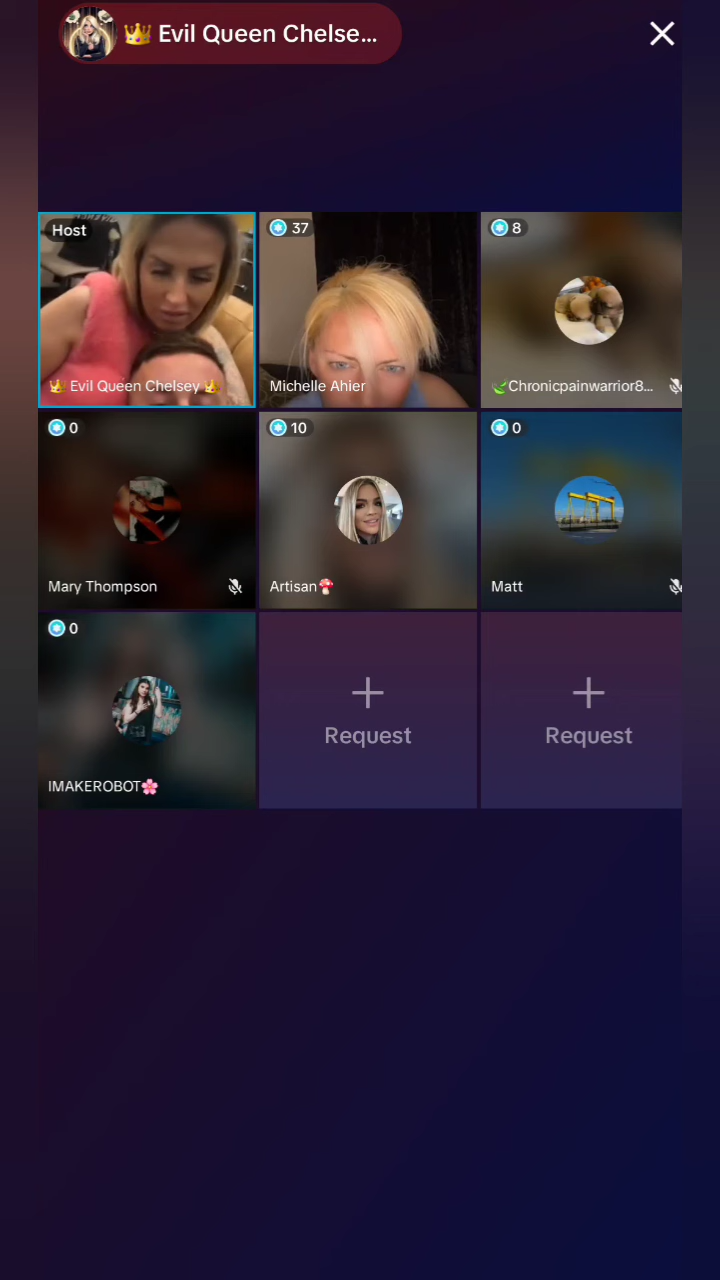 👑 Evil Queen Chelse...
Host
👑 Evil Queen Chelsey 👑
37
Michelle Ahier
8
🌿Chronicpainwarrior8...
0
Mary Thompson
10
Artisan🍄
0
Matt
0
IMAKEROBOT🌸
Request
Request